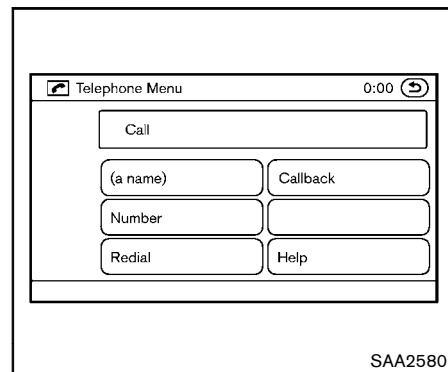 Telephone Menu 0:00
Call
(a name) Callback
Number
Redial Help
SAA2580